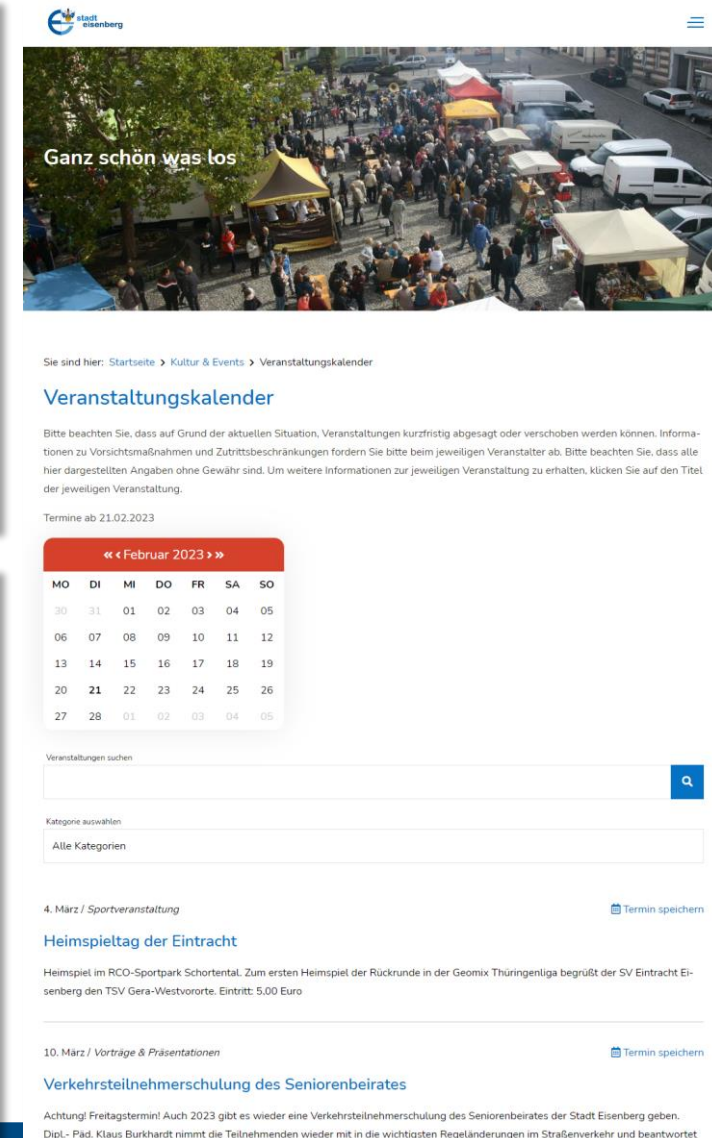 stadt
eisenberg
Ganz schön was los
Sie sind hier: Startseite > Kultur & Events > Veranstaltungskalender
Veranstaltungskalender
Bitte beachten Sie, dass auf Grund der aktuellen Situation, Veranstaltungen kurzfristig abgesagt oder verschoben werden können. Informa-
tionen zu Vorsichtsmaßnahmen und Zutrittsbeschränkungen fordern Sie bitte beim jeweiligen Veranstalter ab. Bitte beachten Sie, dass alle
hier dargestellten Angaben ohne Gewähr sind. Um weitere Informationen zur jeweiligen Veranstaltung zu erhalten, klicken Sie auf den Titel
der jeweiligen Veranstaltung.
Termine ab 21.02.2023
« ‹ Februar 2023 › »
MO DI MI DO FR SA SO
30 31 01 02 03 04 05
06 07 08 09 10 11 12
13 14 15 16 17 18 19
20 21 22 23 24 25 26
27 28 01 02 03 04 05
Veranstaltungen suchen
Kategorie auswählen
Alle Kategorien
4. März / Sportveranstaltung Termin speichern
Heimspieltag der Eintracht
Heimspiel im RCO-Sportpark Schortental. Zum ersten Heimspiel der Rückrunde in der Geomix Thüringenliga begrüßt der SV Eintracht Ei-
senberg den TSV Gera-Westvororte. Eintritt: 5,00 Euro
10. März / Vorträge & Präsentationen Termin speichern
Verkehrsteilnehmerschulung des Seniorenbeirates
Achtung! Freitagstermin! Auch 2023 gibt es wieder eine Verkehrsteilnehmerschulung des Seniorenbeirates der Stadt Eisenberg geben.
Dipl.- Päd. Klaus Burkhardt nimmt die Teilnehmenden wieder mit in die wichtigsten Regeländerungen im Straßenverkehr und beantwortet